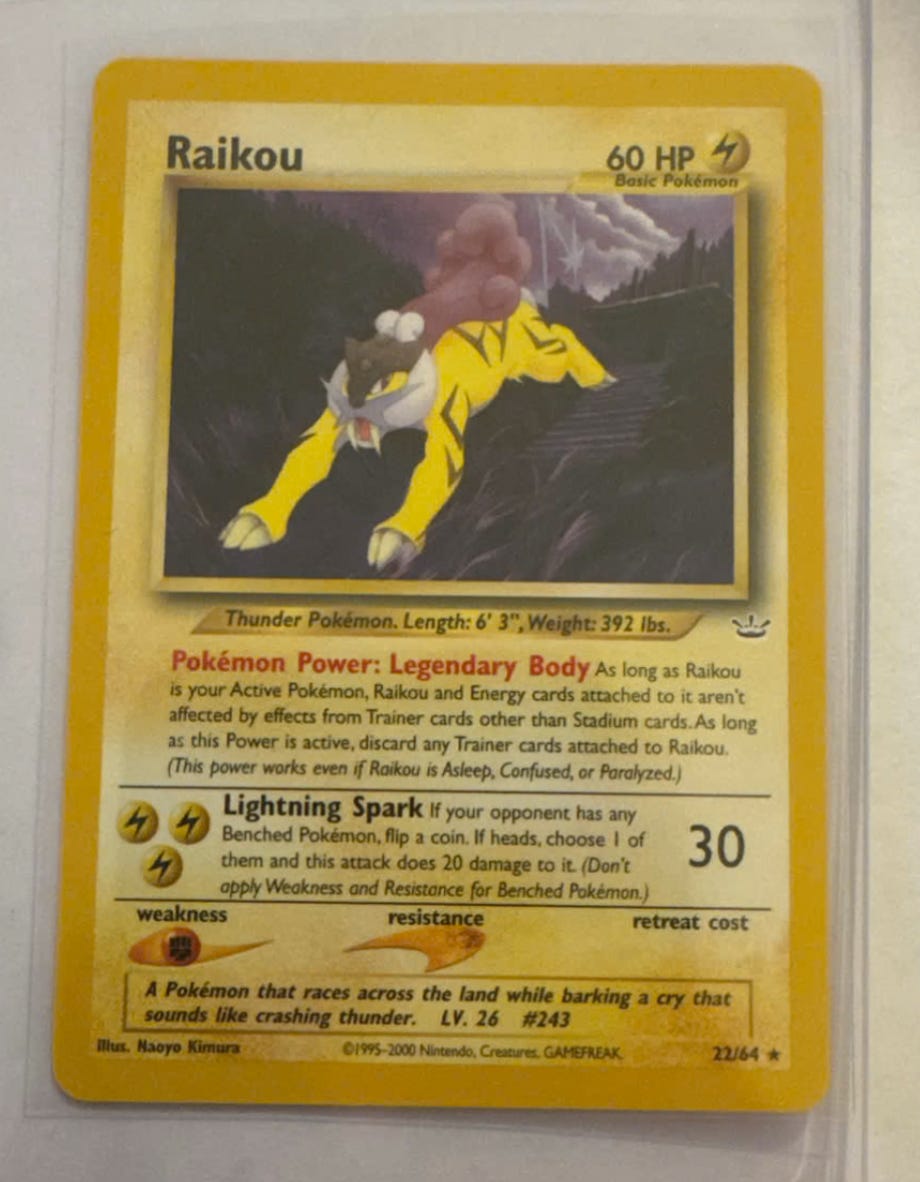 Raikou
60 HP
Basic Pokémon
Thunder Pokémon. Length: 6' 3", Weight: 392 lbs.
Pokémon Power: Legendary Body As long as Raikou
is your Active Pokémon, Raikou and Energy cards attached to it aren't
affected by effects from Trainer cards other than Stadium cards. As long
as this Power is active, discard any Trainer cards attached to Raikou.
(This power works even if Raikou is Asleep, Confused, or Paralyzed.)
Lightning Spark If your opponent has any
Benched Pokémon, flip a coin. If heads, choose 1 of
them and this attack does 20 damage to it. (Don't
apply Weakness and Resistance for Benched Pokémon.)
30
weakness
resistance
retreat cost
A Pokémon that races across the land while barking a cry that
sounds like crashing thunder. LV. 26 #243
Illus. Naoyo Kimura
©1995-2000 Nintendo, Creatures, GAMEFREAK.
22/64 ★